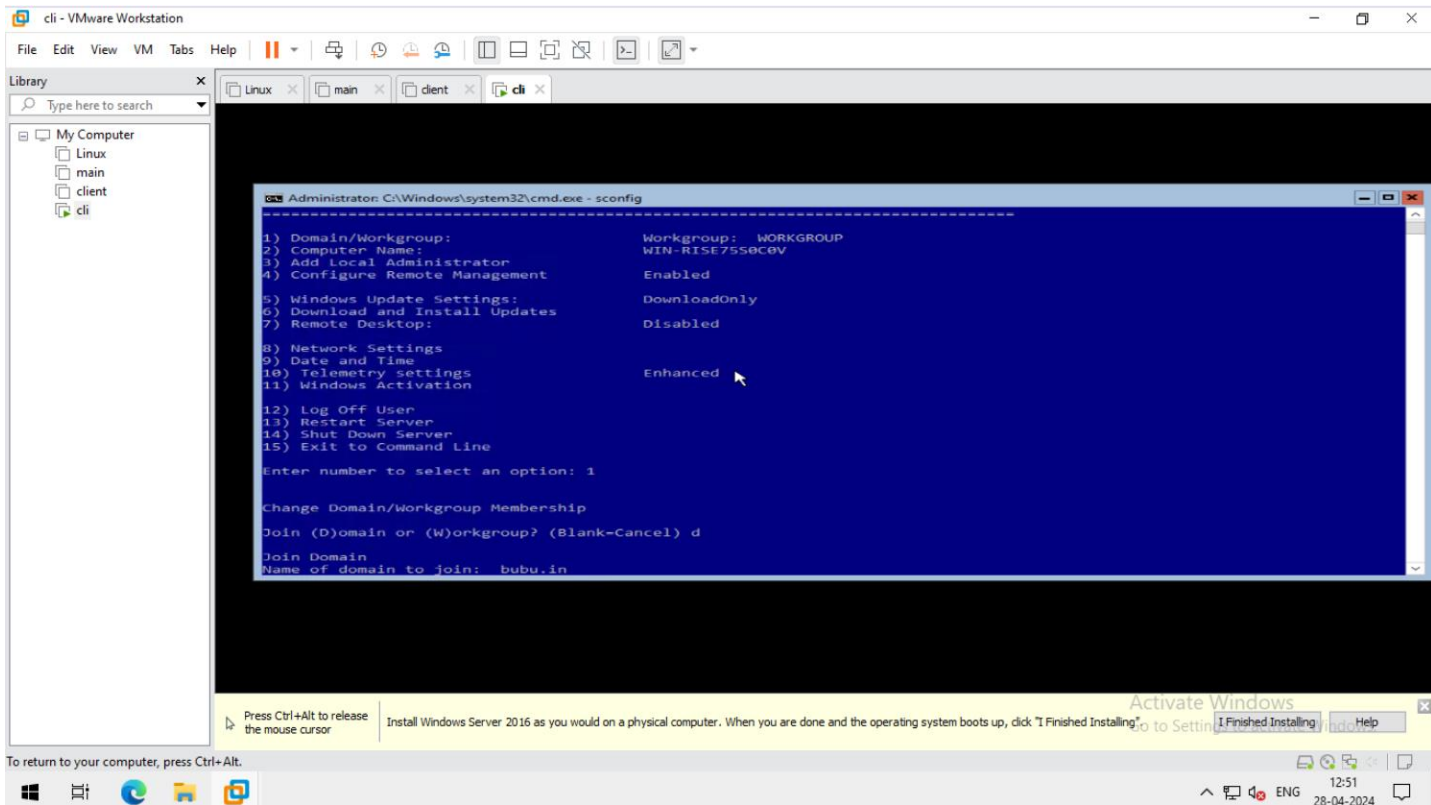 cli - VMware Workstation
File Edit View VM Tabs Help
Library
Type here to search
My Computer
Linux
main
client
cli
Linux main client cli
Administrator: C:\Windows\system32\cmd.exe - sconfig
===============================================================================
1) Domain/Workgroup: Workgroup: WORKGROUP
2) Computer Name: WIN-RISE75S0C0V
3) Add Local Administrator
4) Configure Remote Management Enabled
5) Windows Update Settings: DownloadOnly
6) Download and Install Updates
7) Remote Desktop: Disabled
8) Network Settings
9) Date and Time
10) Telemetry settings Enhanced
11) Windows Activation
12) Log Off User
13) Restart Server
14) Shut Down Server
15) Exit to Command Line
Enter number to select an option: 1
Change Domain/Workgroup Membership
Join (D)omain or (W)orkgroup? (Blank=Cancel) d
Join Domain
Name of domain to join: bubu.in
Activate Windows
Go to Settings to activate Windows.
Press Ctrl+Alt to release
the mouse cursor
Install Windows Server 2016 as you would on a physical computer. When you are done and the operating system boots up, click "I Finished Installing".
I Finished Installing Help
To return to your computer, press Ctrl+Alt.
ENG
12:51
28-04-2024